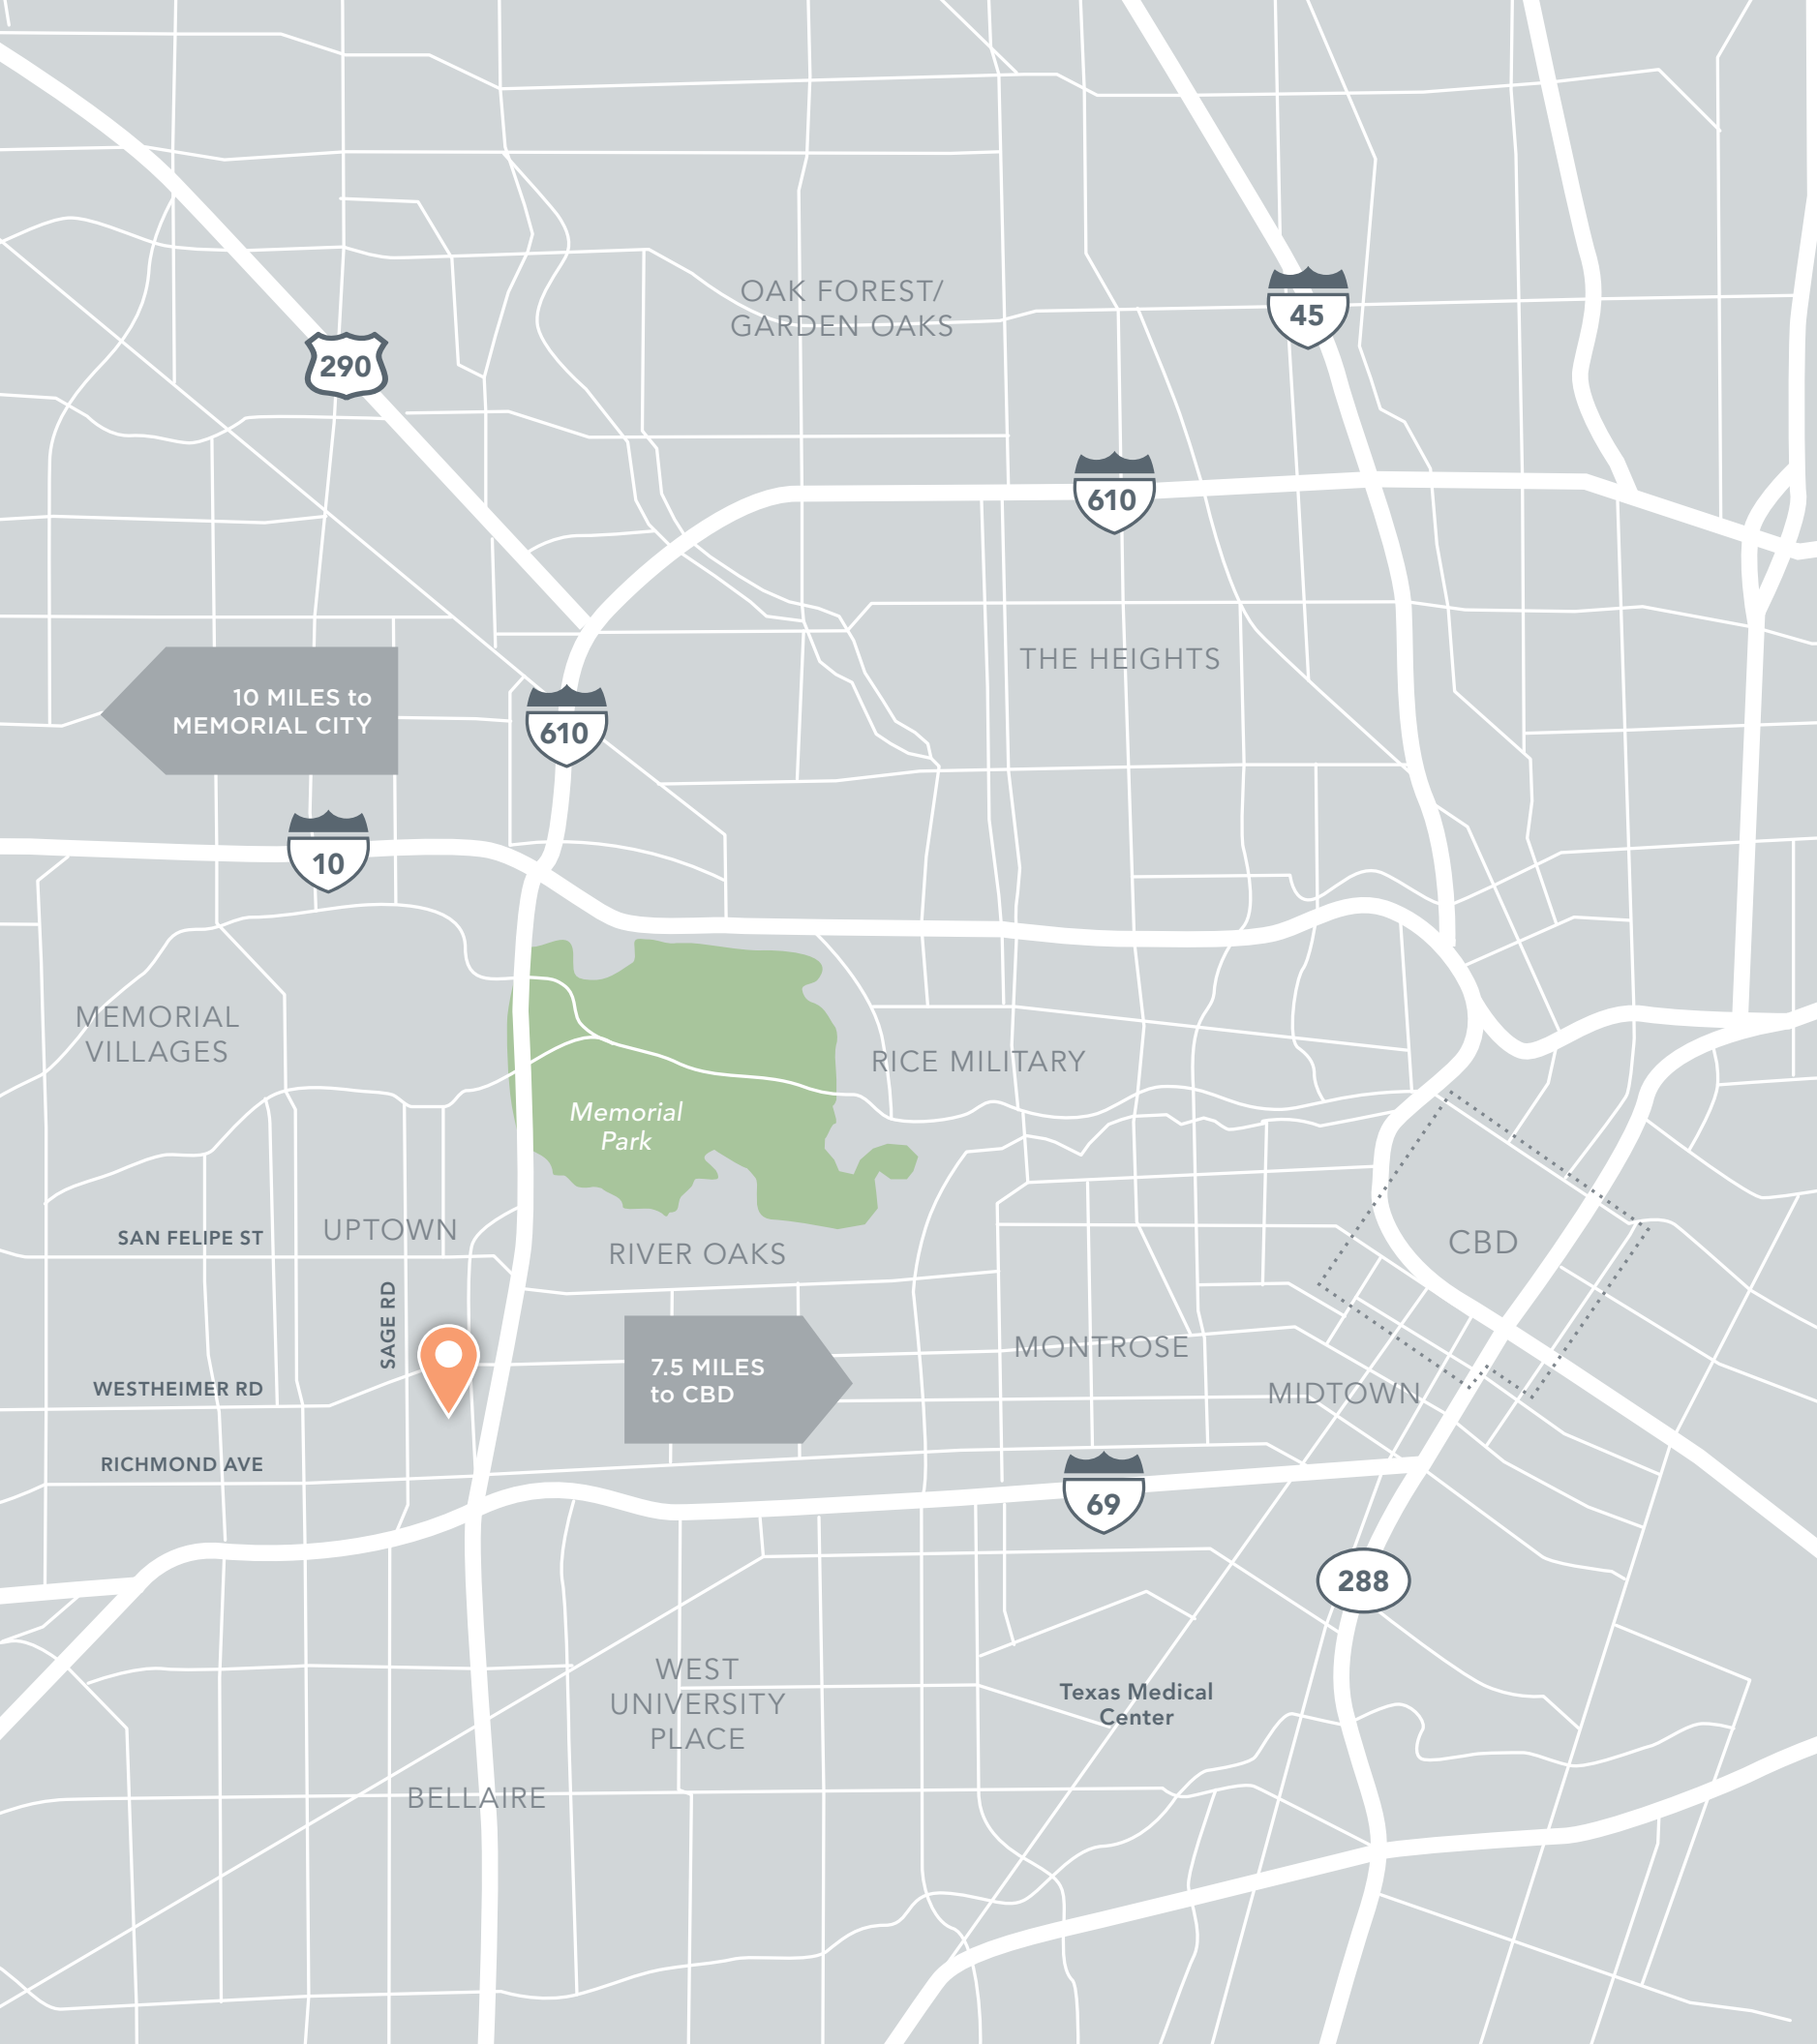 OAK FOREST/
GARDEN OAKS
45
290
610
THE HEIGHTS
10 MILES to
MEMORIAL CITY
610
10
MEMORIAL
VILLAGES
RICE MILITARY
Memorial
Park
SAN FELIPE ST
UPTOWN
RIVER OAKS
CBD
SAGE RD
7.5 MILES
to CBD
MONTROSE
WESTHEIMER RD
MIDTOWN
RICHMOND AVE
69
288
WEST
UNIVERSITY
PLACE
Texas Medical
Center
BELLAIRE